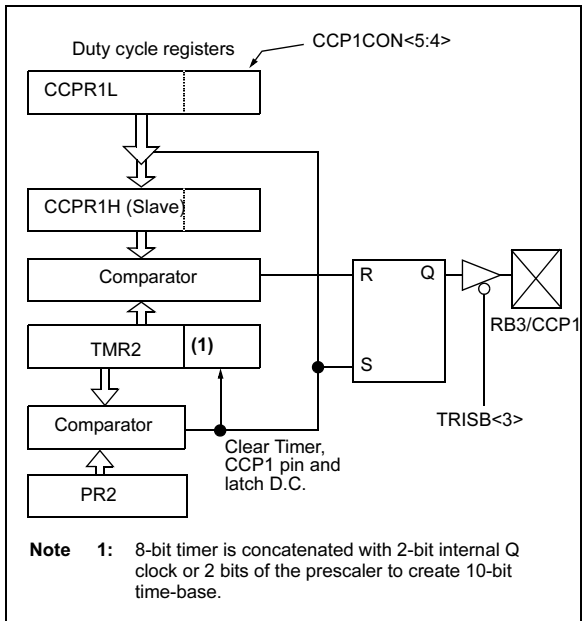 Duty cycle registers
CCP1CON<5:4>
CCPR1L
CCPR1H (Slave)
Comparator
R
Q
RB3/CCP1
TMR2
(1)
S
TRISB<3>
Comparator
Clear Timer,
CCP1 pin and
latch D.C.
PR2
Note 1: 8-bit timer is concatenated with 2-bit internal Q
clock or 2 bits of the prescaler to create 10-bit
time-base.